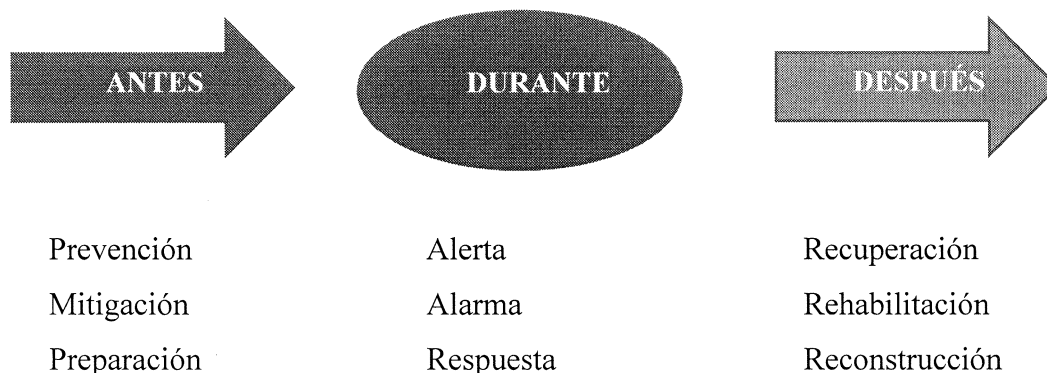 ANTES DURANTE DESPUÉS
Prevención Alerta Recuperación
Mitigación Alarma Rehabilitación
Preparación Respuesta Reconstrucción